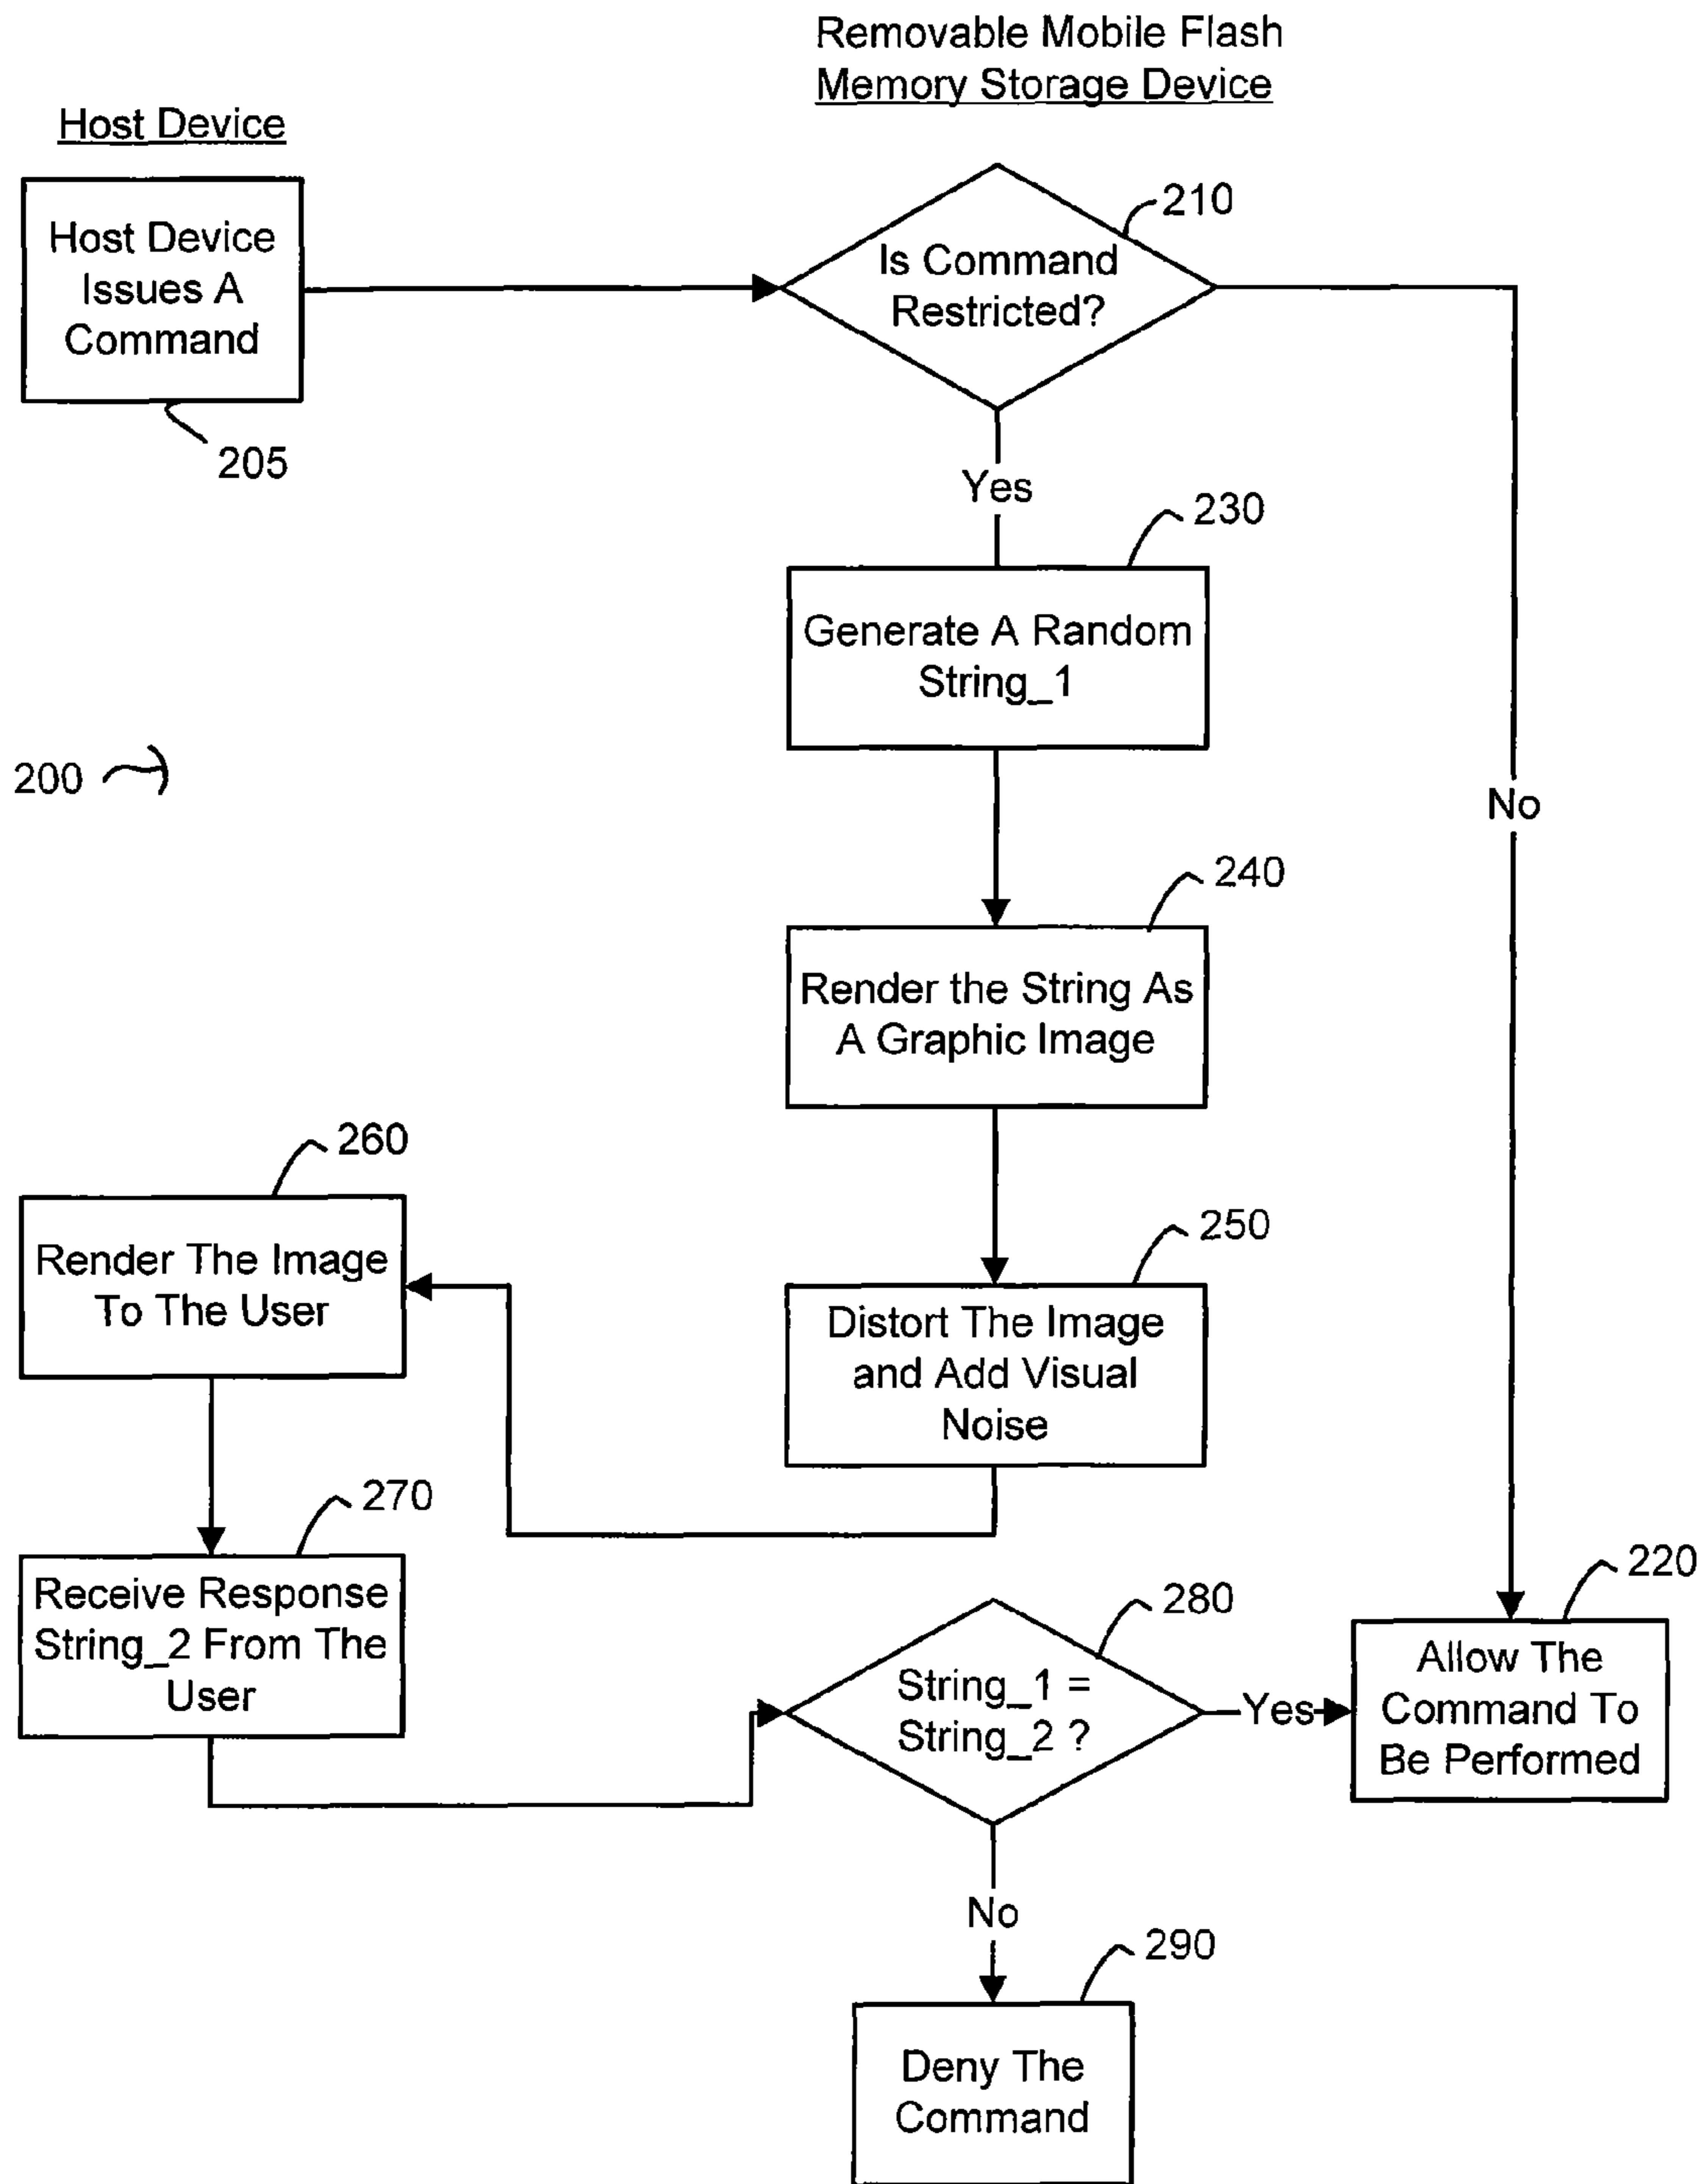 Removable Mobile Flash
Memory Storage Device
Host Device
Host Device
Issues A
Command
205
Is Command
Restricted?
210
Yes
No
230
Generate A Random
String_1
200
240
Render the String As
A Graphic Image
250
Distort The Image
and Add Visual
Noise
260
Render The Image
To The User
270
Receive Response
String_2 From The
User
280
String_1 =
String_2 ?
Yes
220
Allow The
Command To
Be Performed
No
290
Deny The
Command